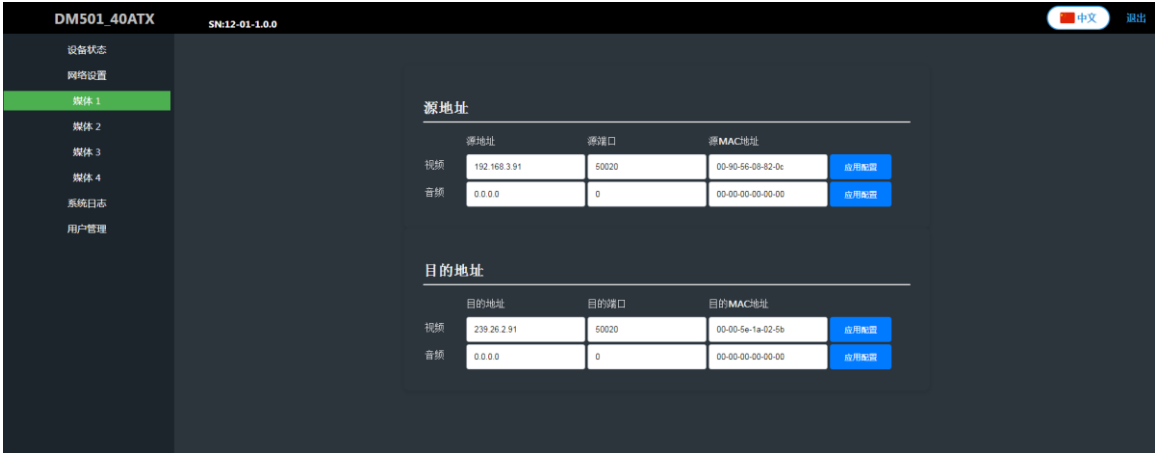 DM501_40ATX
SN:12-01-1.0.0
中文
退出
设备状态
网络设置
媒体 1
媒体 2
媒体 3
媒体 4
系统日志
用户管理
源地址
源地址 源端口 源MAC地址
视频 192.168.3.91 50020 00-90-56-08-82-0c 应用配置
音频 0.0.0.0 0 00-00-00-00-00-00 应用配置
目的地址
目的地址 目的端口 目的MAC地址
视频 239.26.2.91 50020 00-00-5e-1a-02-5b 应用配置
音频 0.0.0.0 0 00-00-00-00-00-00 应用配置